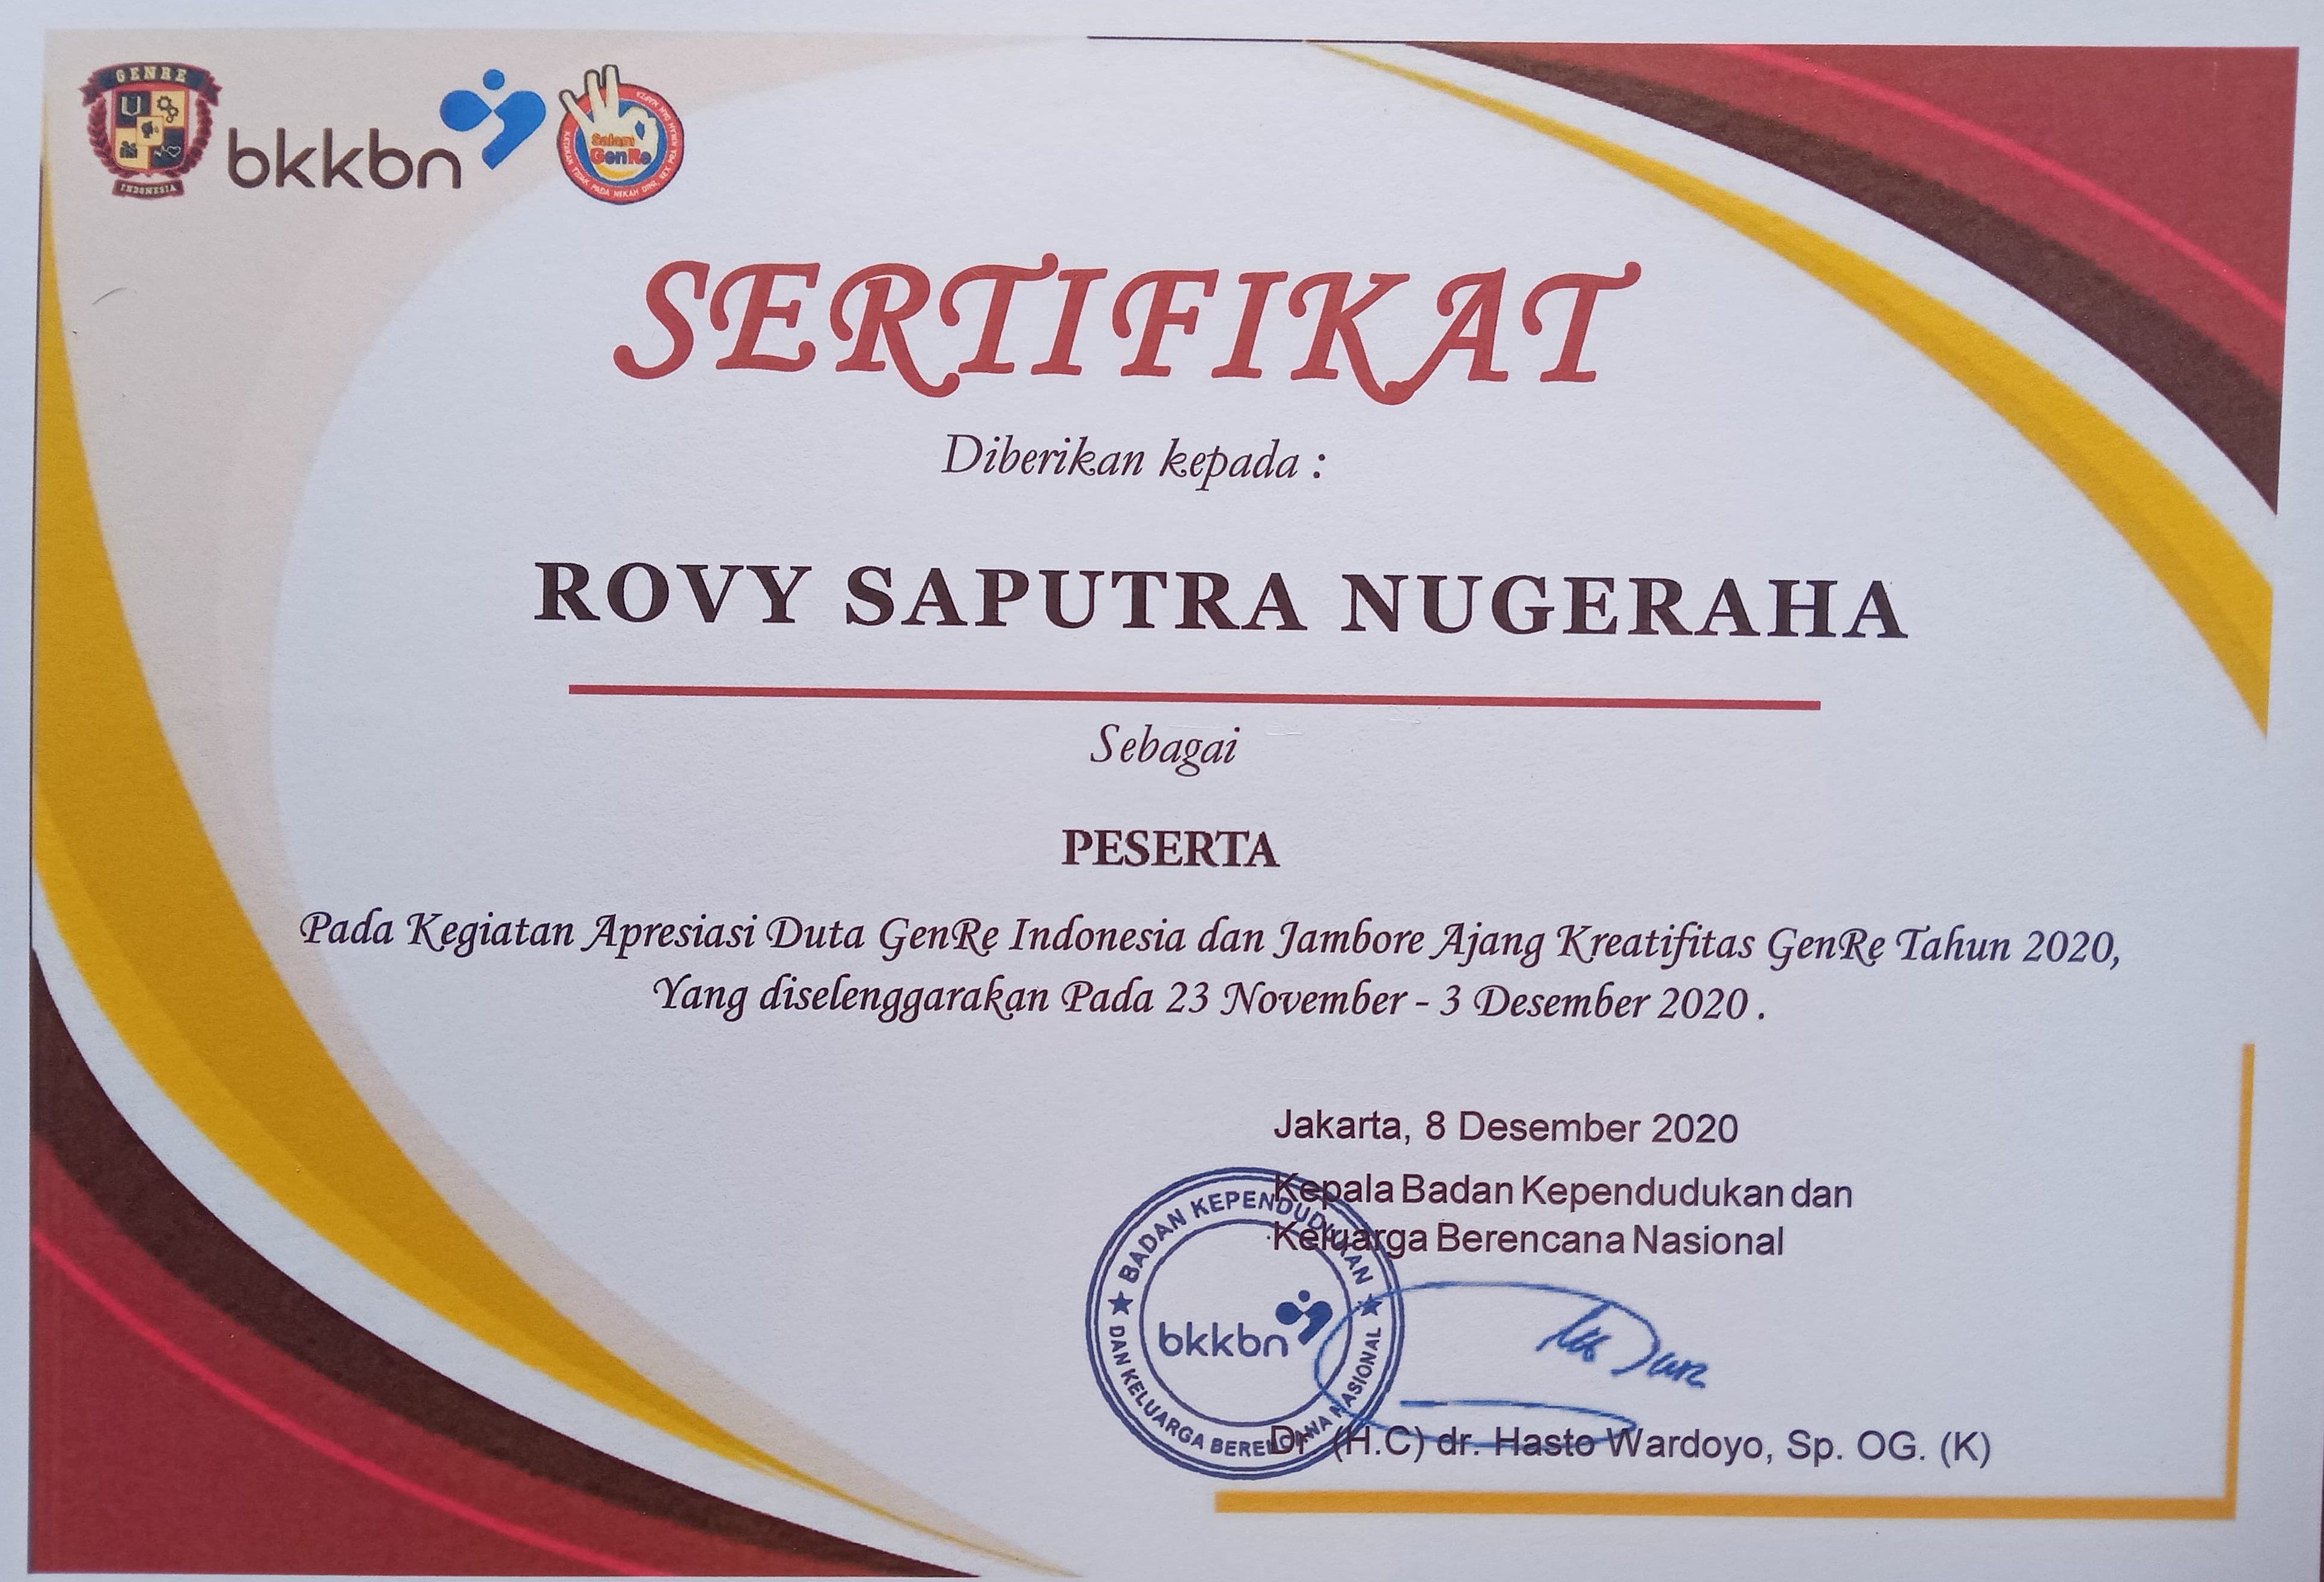 GENRE
INDONESIA
bkkbn
Salam
GenRe
SERTIFIKAT
Diberikan kepada :
ROVY SAPUTRA NUGERAHA
Sebagai
PESERTA
Pada Kegiatan Apresiasi Duta GenRe Indonesia dan Jambore Ajang Kreatifitas GenRe Tahun 2020,
Yang diselenggarakan Pada 23 November - 3 Desember 2020 .
Jakarta, 8 Desember 2020
Kepala Badan Kependudukan dan
Keluarga Berencana Nasional
BADAN KEPENDUDUKAN
bkkbn
DAN KELUARGA BERENCANA NASIONAL
Dr. (H.C) dr. Hasto Wardoyo, Sp. OG. (K)